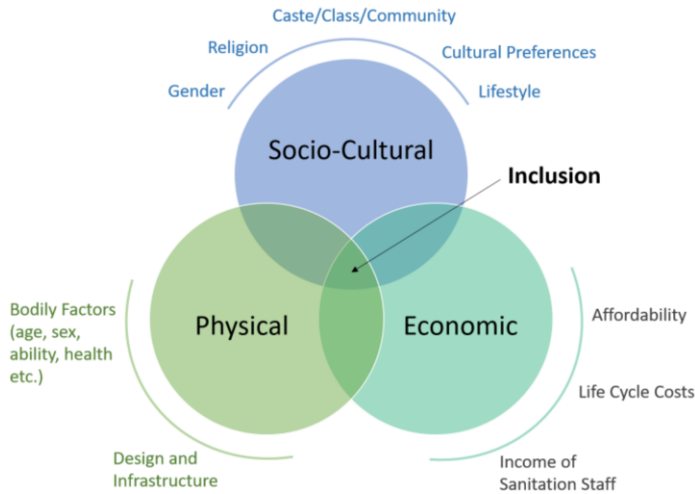 Caste/Class/Community
Religion
Cultural Preferences
Gender
Lifestyle
Socio-Cultural
Inclusion
Bodily Factors
(age, sex,
ability, health
etc.)
Physical
Economic
Affordability
Life Cycle Costs
Design and
Infrastructure
Income of
Sanitation Staff